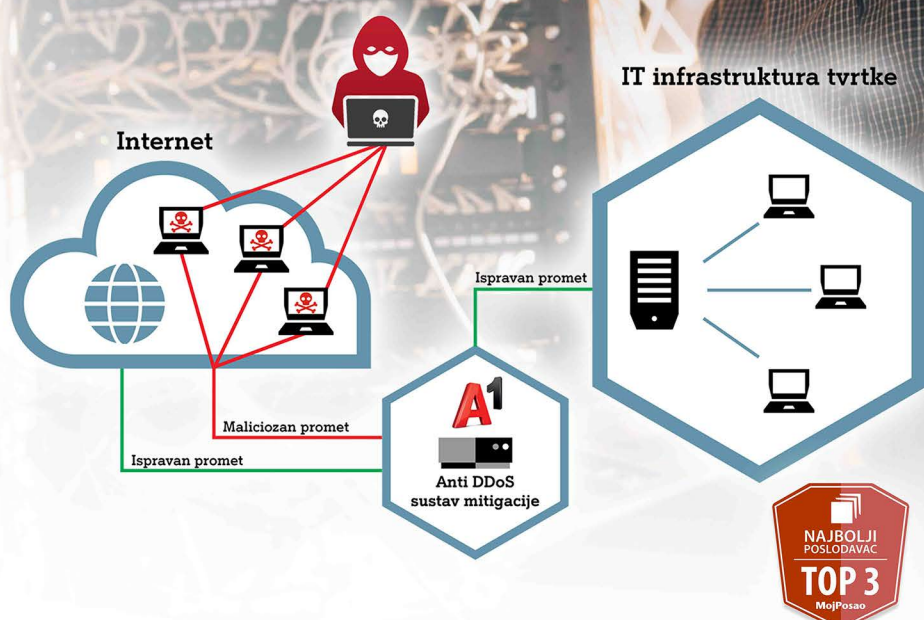 IT infrastruktura tvrtke
Internet
Ispravan promet
Maliciozan promet
Ispravan promet
A1
Anti DDoS
sustav mitigacije
NAJBOLJI
POSLODAVAC
TOP 3
MojPosao